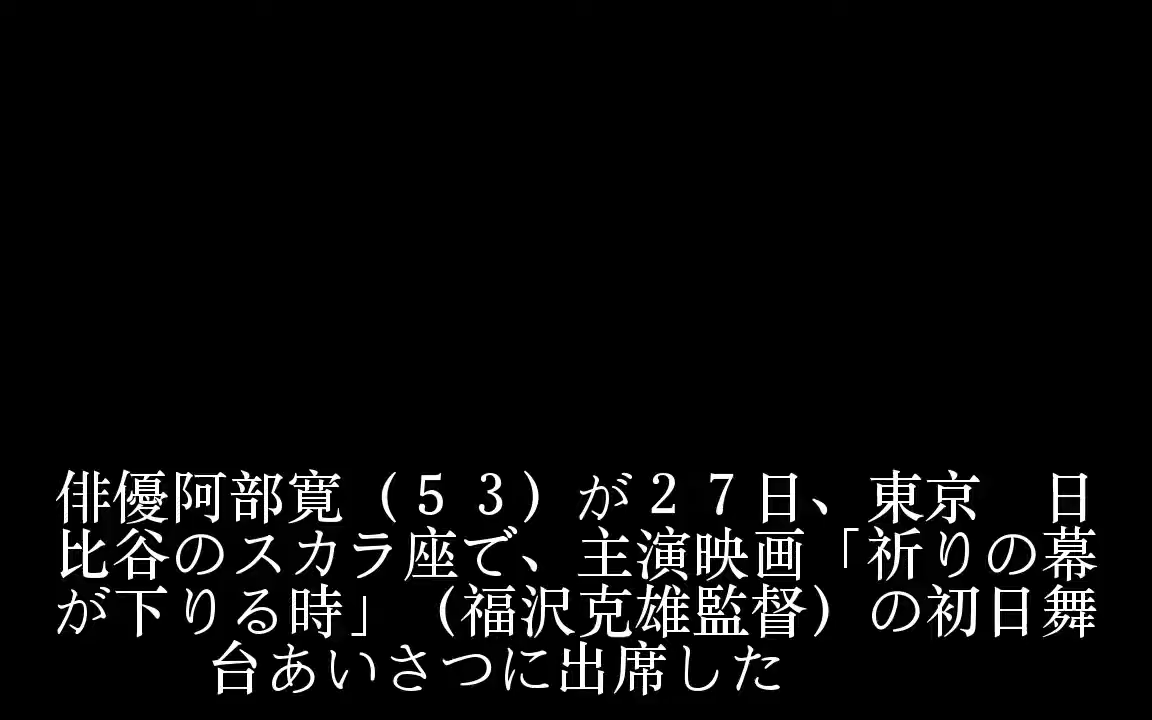 俳優阿部寛（５３）が２７日、東京　日
比谷のスカラ座で、主演映画「祈りの幕
が下りる時」（福沢克雄監督）の初日舞
台あいさつに出席した